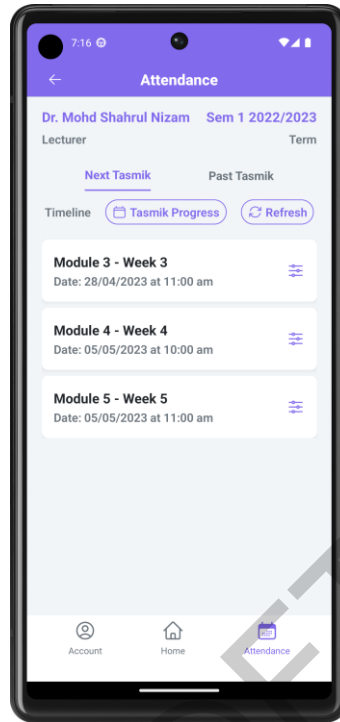 7:16
Attendance
Dr. Mohd Shahrul Nizam Sem 1 2022/2023
Lecturer Term
Next Tasmik Past Tasmik
Timeline Tasmik Progress Refresh
Module 3 - Week 3
Date: 28/04/2023 at 11:00 am
Module 4 - Week 4
Date: 05/05/2023 at 10:00 am
Module 5 - Week 5
Date: 05/05/2023 at 11:00 am
Account Home Attendance